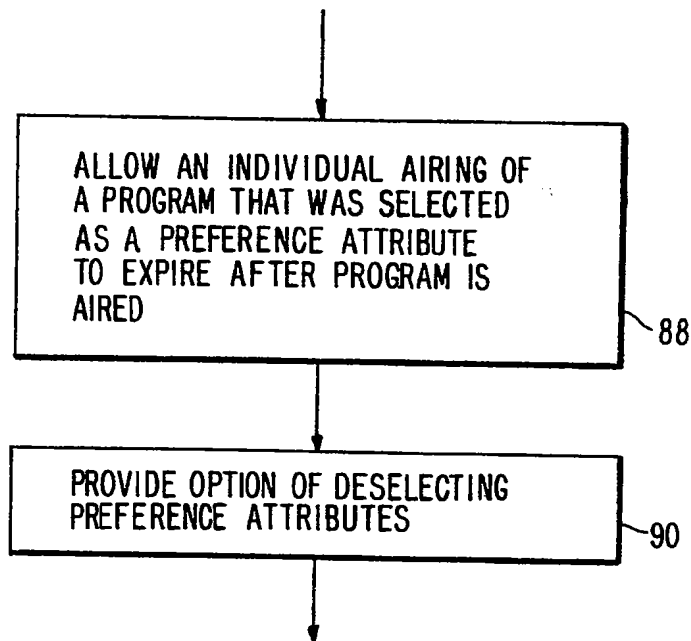 ALLOW AN INDIVIDUAL AIRING OF
A PROGRAM THAT WAS SELECTED
AS A PREFERENCE ATTRIBUTE
TO EXPIRE AFTER PROGRAM IS
AIRED
88
PROVIDE OPTION OF DESELECTING
PREFERENCE ATTRIBUTES
90